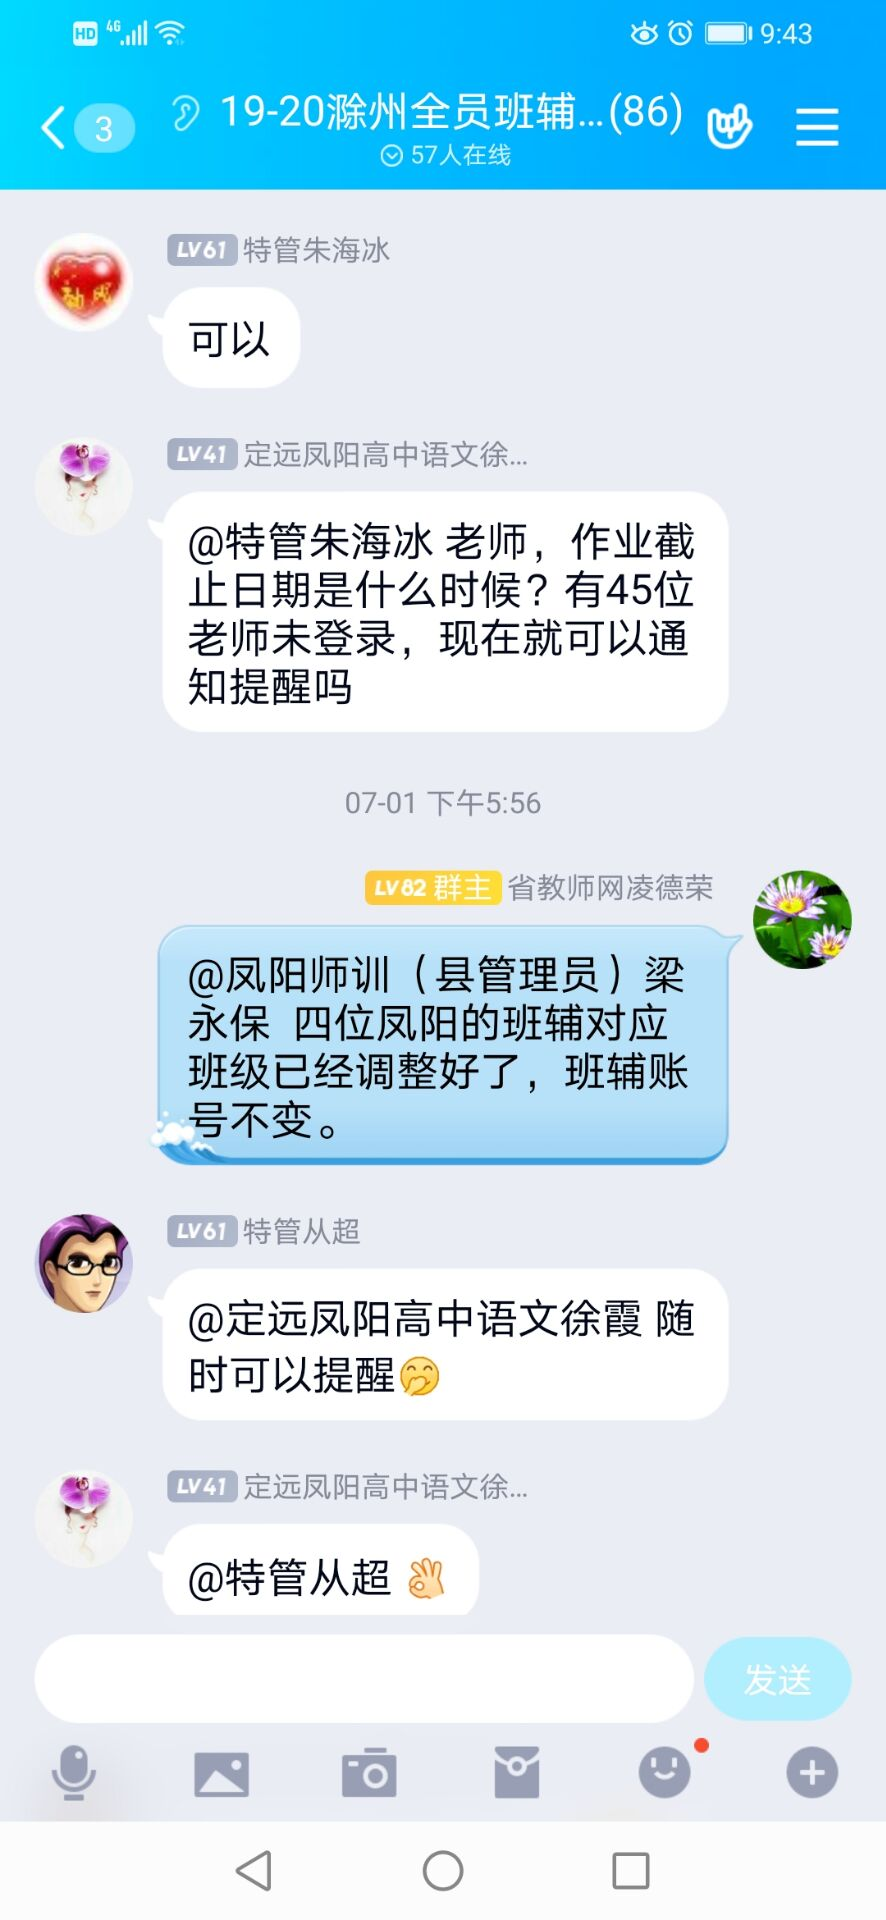 HD 4G 9:43
3 19-20滁州全员班辅...(86)
57人在线
LV61 特管朱海冰
可以
LV41 定远凤阳高中语文徐...
@特管朱海冰 老师，作业截
止日期是什么时候？有45位
老师未登录，现在就可以通
知提醒吗
07-01 下午5:56
LV82 群主 省教师网凌德荣
@凤阳师训（县管理员）梁
永保 四位凤阳的班辅对应
班级已经调整好了，班辅账
号不变。
LV61 特管从超
@定远凤阳高中语文徐霞 随
时可以提醒🤭
LV41 定远凤阳高中语文徐...
@特管从超 👌
发送